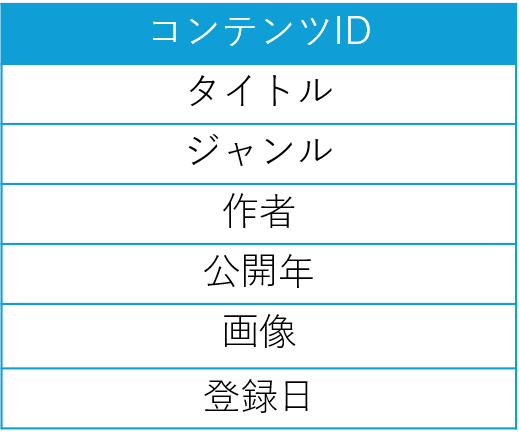 コンテンツID
タイトル
ジャンル
作者
公開年
画像
登録日